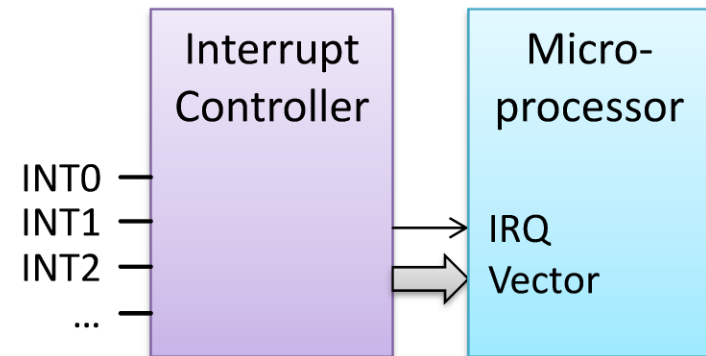 Interrupt
Controller
Micro-
processor
INT0
INT1
INT2
...
IRQ
Vector